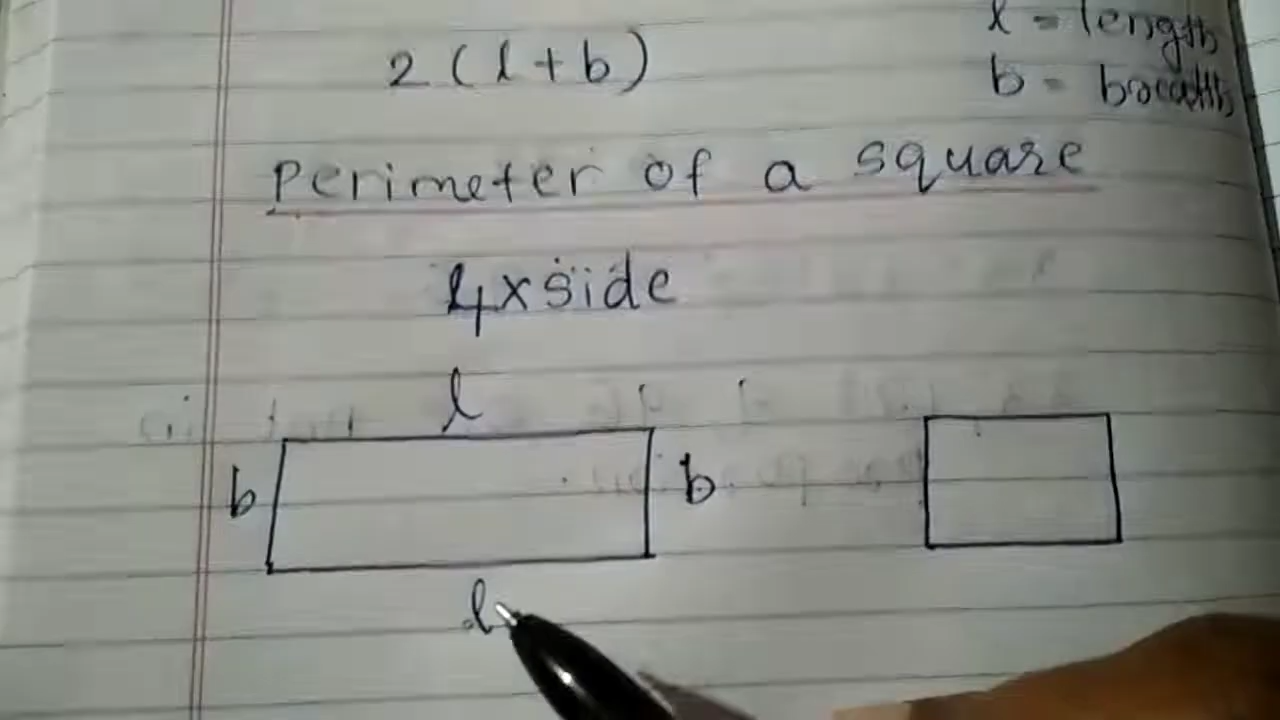 l = length
2 (l + b)
b = breadth
Perimeter of a square
4 x side
l
b
b
l